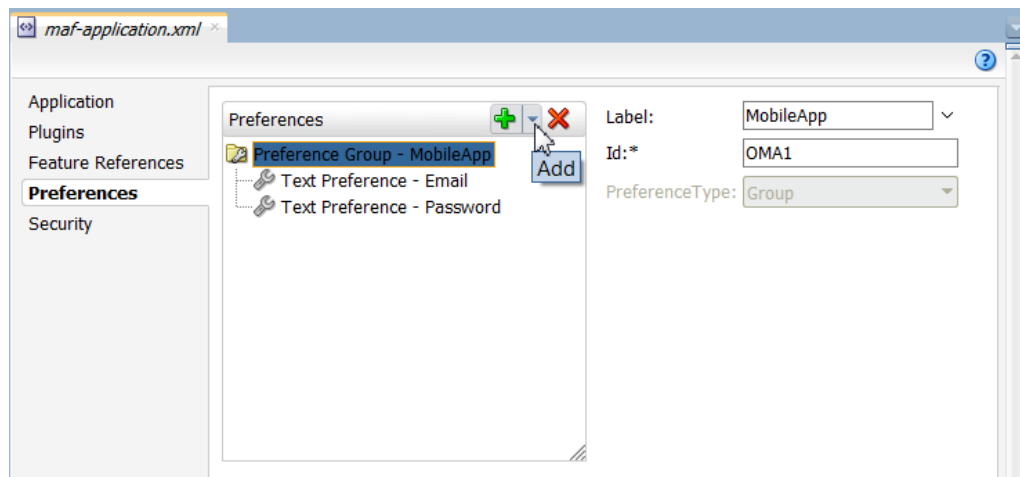 maf-application.xml
Application
Plugins
Feature References
Preferences
Security
Preferences
Add
Preference Group - MobileApp
Text Preference - Email
Text Preference - Password
Label: MobileApp
Id:* OMA1
PreferenceType: Group